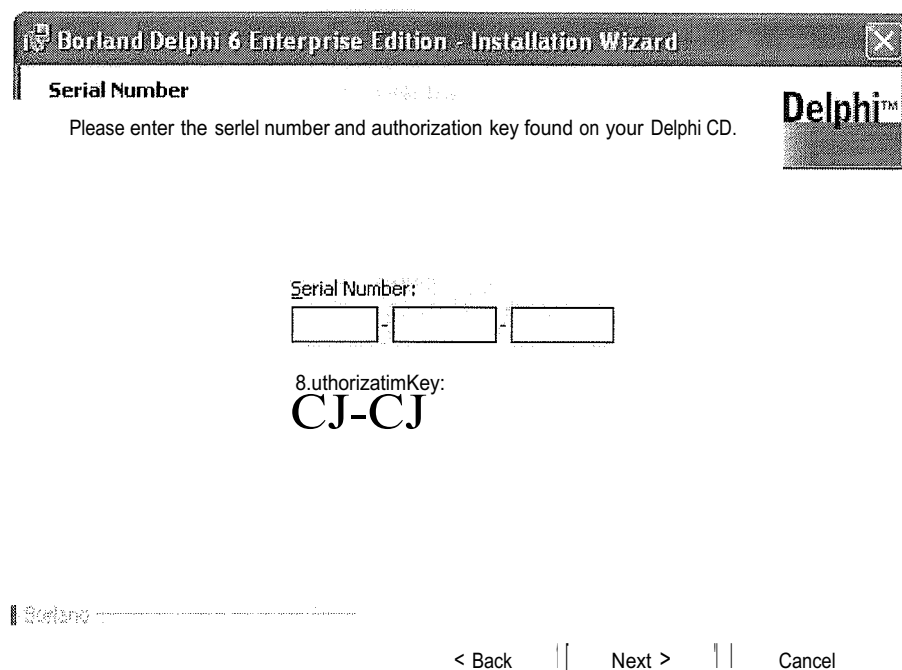 Borland Delphi 6 Enterprise Edition - Installation Wizard
Serial Number
Delphi™
Please enter the serlel number and authorization key found on your Delphi CD.
Serial Number:
- -
8.uthorizatimKey:
CJ-CJ
Borland
< Back Next > Cancel